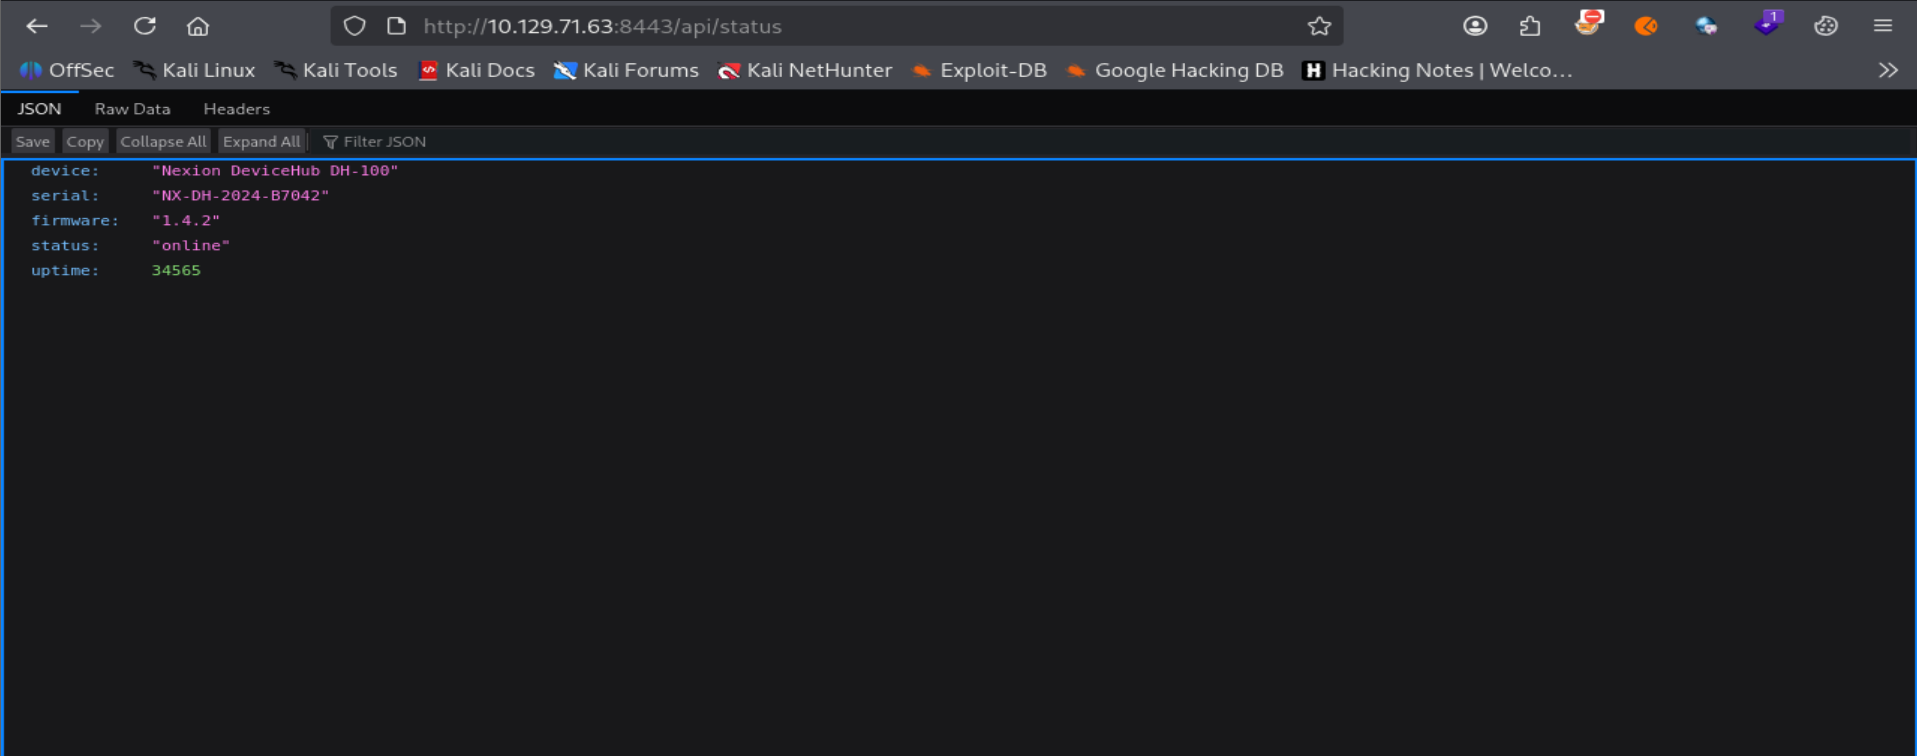 http://10.129.71.63:8443/api/status
1
OffSec Kali Linux Kali Tools Kali Docs Kali Forums Kali NetHunter Exploit-DB Google Hacking DB H Hacking Notes | Welco...
JSON Raw Data Headers
Save Copy Collapse All Expand All Filter JSON
device: "Nexion DeviceHub DH-100"
serial: "NX-DH-2024-B7042"
firmware: "1.4.2"
status: "online"
uptime: 34565